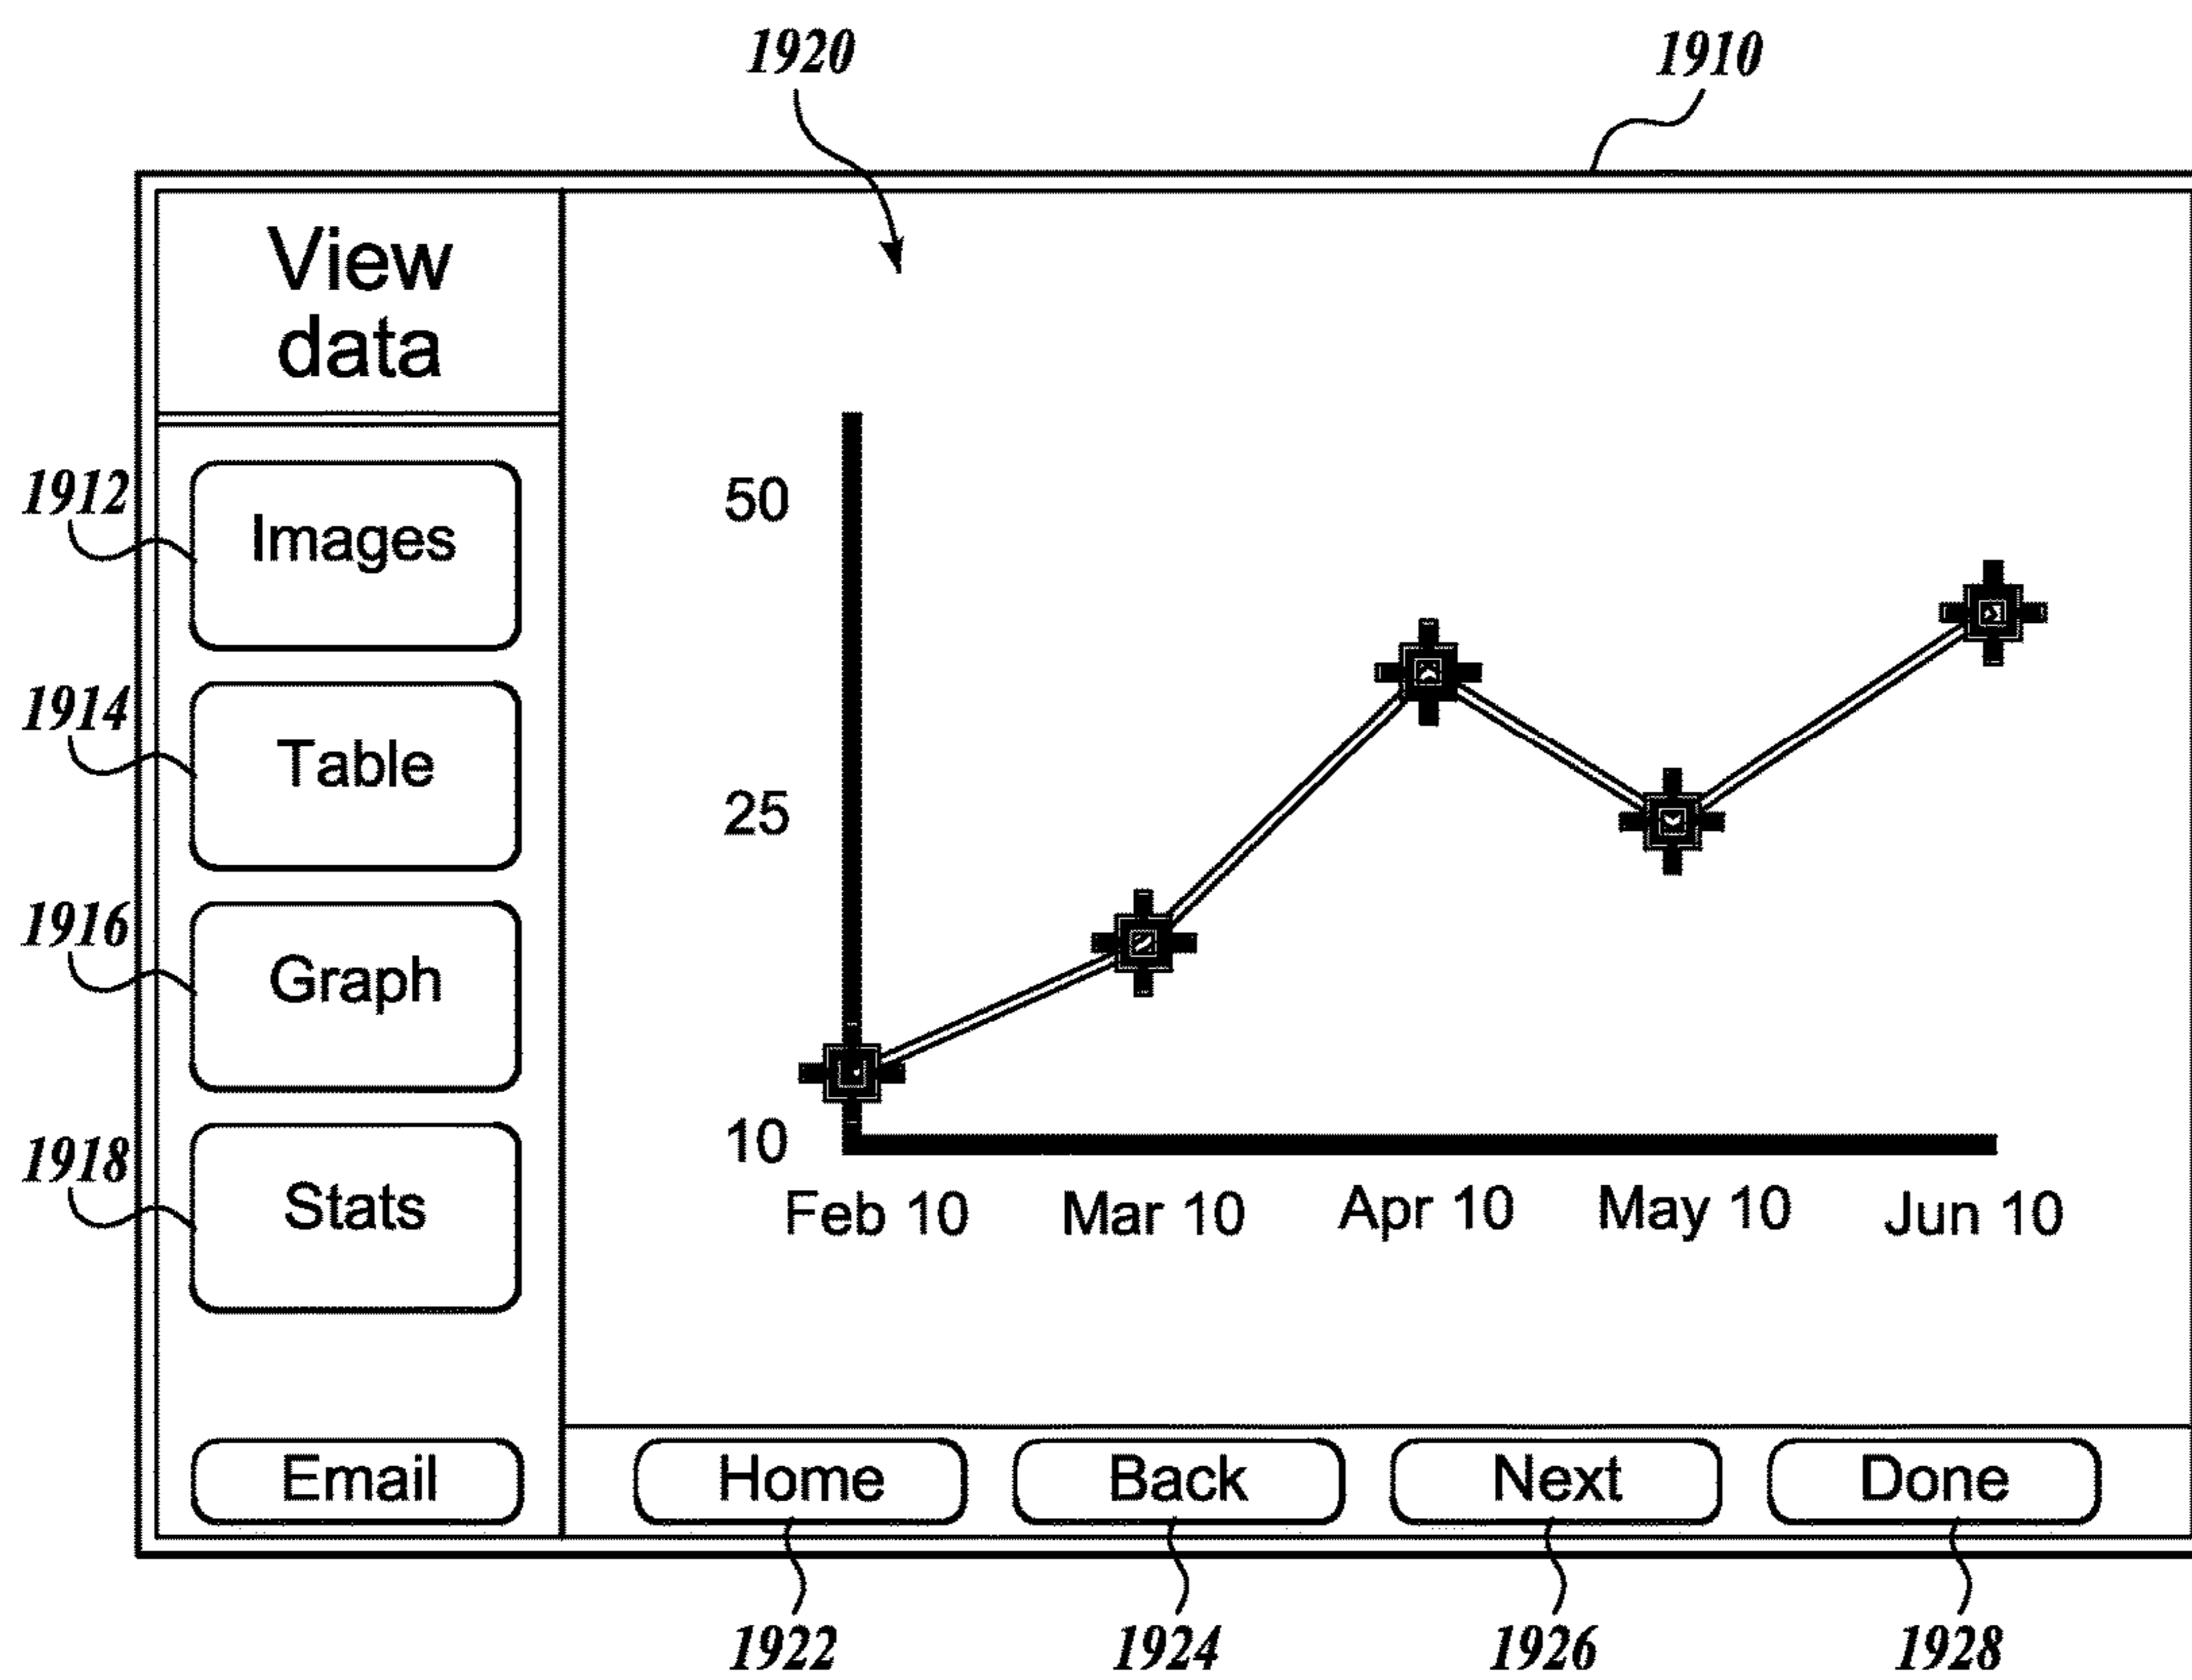 1920
1910
View
data
1912
Images
1914
Table
1916
Graph
1918
Stats
Email
50
25
10
Feb 10 Mar 10 Apr 10 May 10 Jun 10
Home Back Next Done
1922 1924 1926 1928